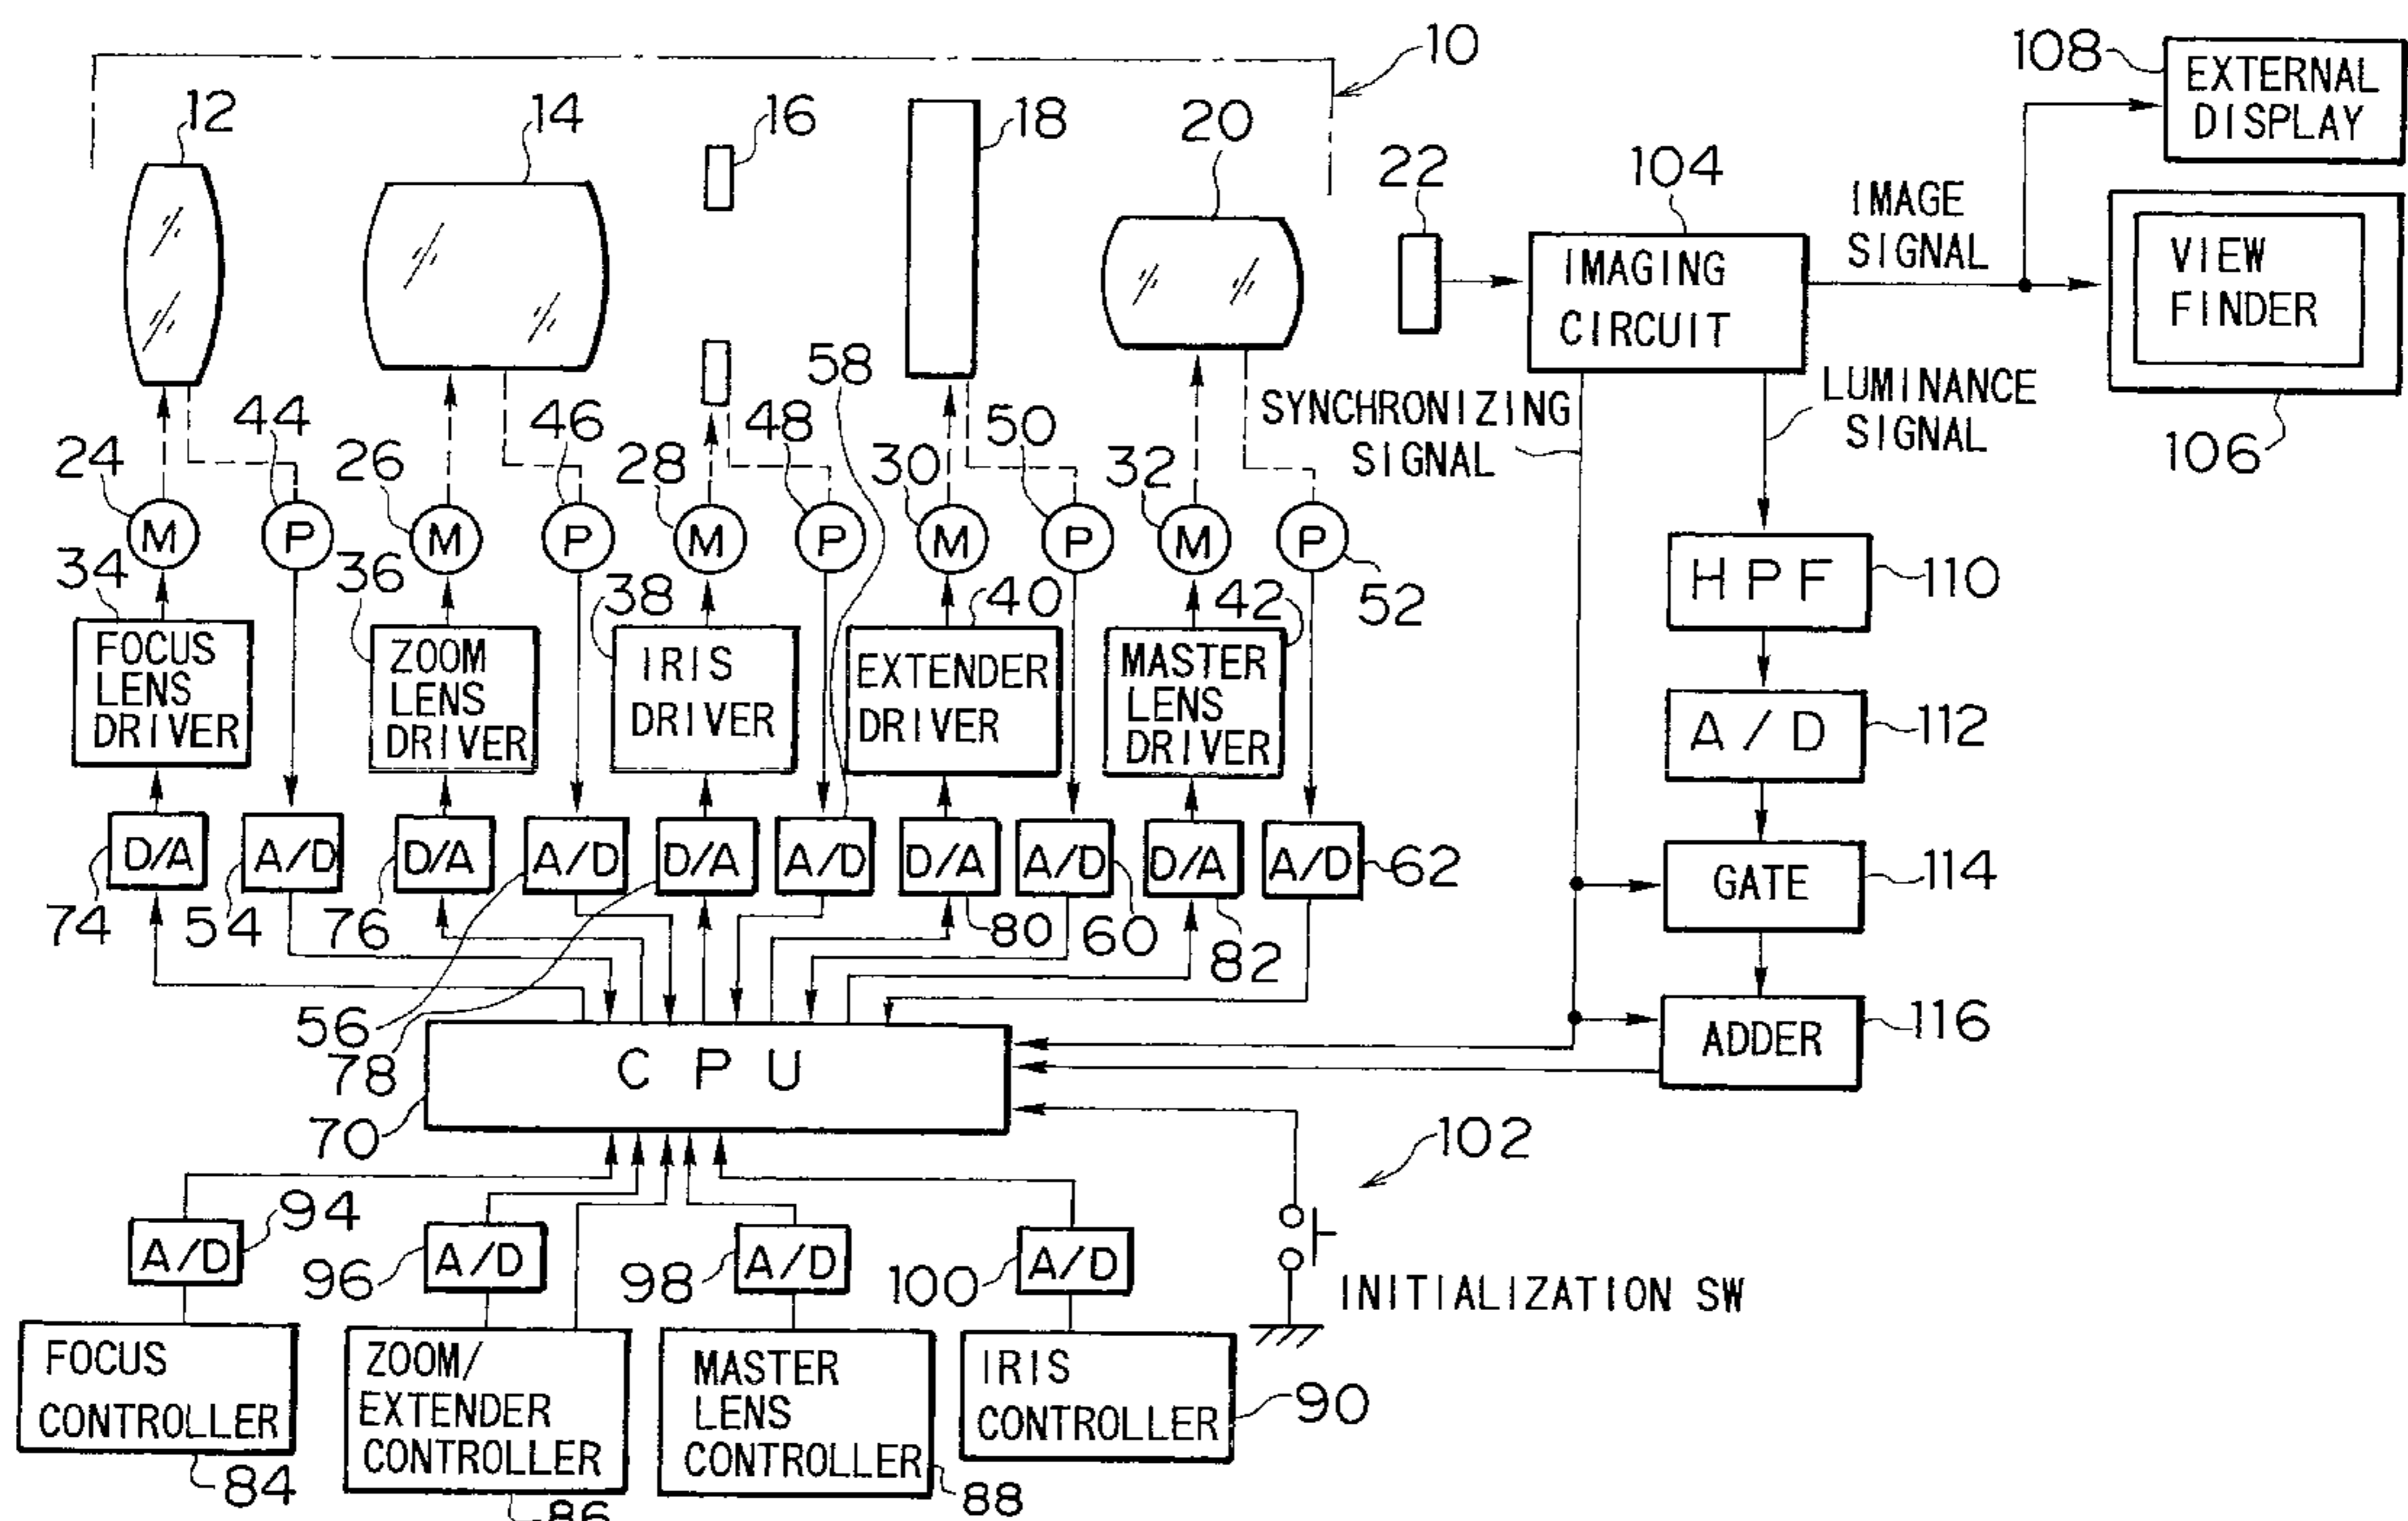 10
108
EXTERNAL
DISPLAY
12
14
16
18
20
22
104
IMAGE
SIGNAL
IMAGING
CIRCUIT
VIEW
FINDER
106
SYNCHRONIZING
SIGNAL
LUMINANCE
SIGNAL
24
44
26
46
28
48
58
30
50
32
52
M
P
M
P
M
P
M
P
M
P
HPF
110
34
36
38
40
42
FOCUS
LENS
DRIVER
ZOOM
LENS
DRIVER
IRIS
DRIVER
EXTENDER
DRIVER
MASTER
LENS
DRIVER
A/D
112
D/A
A/D
D/A
A/D
D/A
A/D
D/A
A/D
D/A
A/D
62
GATE
114
74
54
76
56
78
80
60
82
CPU
70
ADDER
116
102
94
A/D
96
A/D
98
A/D
100
A/D
INITIALIZATION SW
FOCUS
CONTROLLER
84
ZOOM/
EXTENDER
CONTROLLER
86
MASTER
LENS
CONTROLLER
88
IRIS
CONTROLLER
90